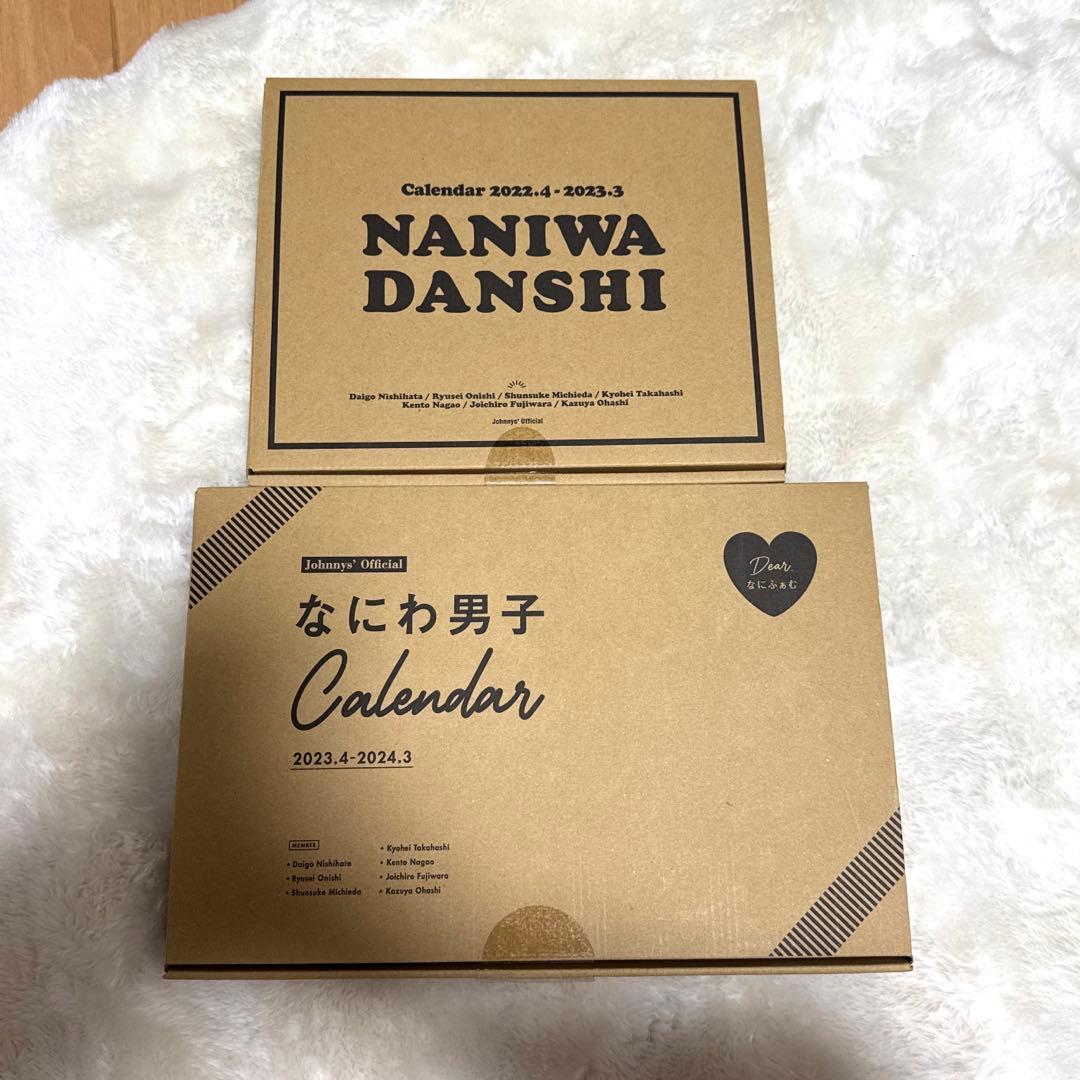 Calendar 2022.4-2023.3
NANIWA
DANSHI
Daigo Nishihata / Ryusei Onishi / Shunsuke Michieda / Kyohei Takahashi
Kento Nagao / Joichiro Fujiwara / Kazuya Ohashi
Johnnys' Official
Johnnys' Official
なにわ男子
Calendar
2023.4-2024.3
Dear
なにふぁむ
MEMBER
• Daigo Nishihata
• Ryusei Onishi
• Shunsuke Michieda
• Kyohei Takahashi
• Kento Nagao
• Joichiro Fujiwara
• Kazuya Ohashi